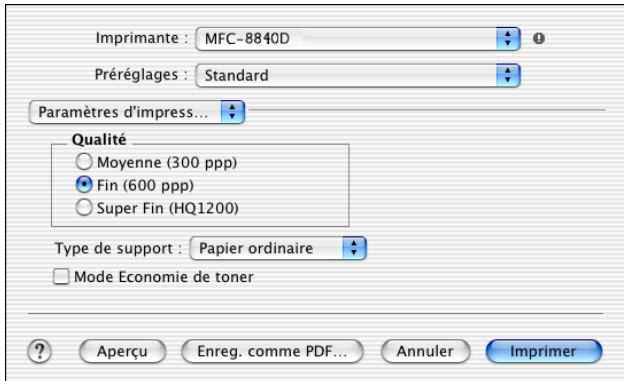 Imprimante : MFC-8840D
Préréglages : Standard
Paramètres d'impress...
Qualité
Moyenne (300 ppp)
Fin (600 ppp)
Super Fin (HQ1200)
Type de support : Papier ordinaire
Mode Economie de toner
? Aperçu Enreg. comme PDF... Annuler Imprimer